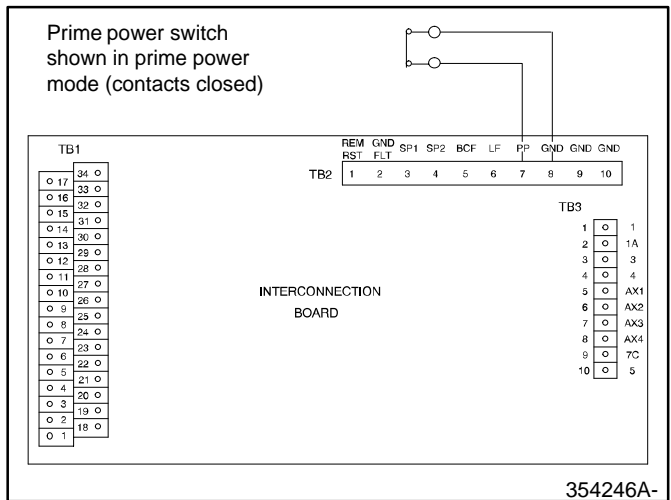 Prime power switch
shown in prime power
mode (contacts closed)
TB1
34
17
33
16
32
15
31
14
30
13
29
12
28
11
27
10
26
9
25
8
24
7
23
6
22
5
21
4
20
3
19
2
18
1
REM RST
GND FLT
SP1 SP2 BCF LF PP GND GND GND
TB2 1 2 3 4 5 6 7 8 9 10
INTERCONNECTION
BOARD
TB3
1 1
2 1A
3 3
4 4
5 AX1
6 AX2
7 AX3
8 AX4
9 7C
10 5
354246A-